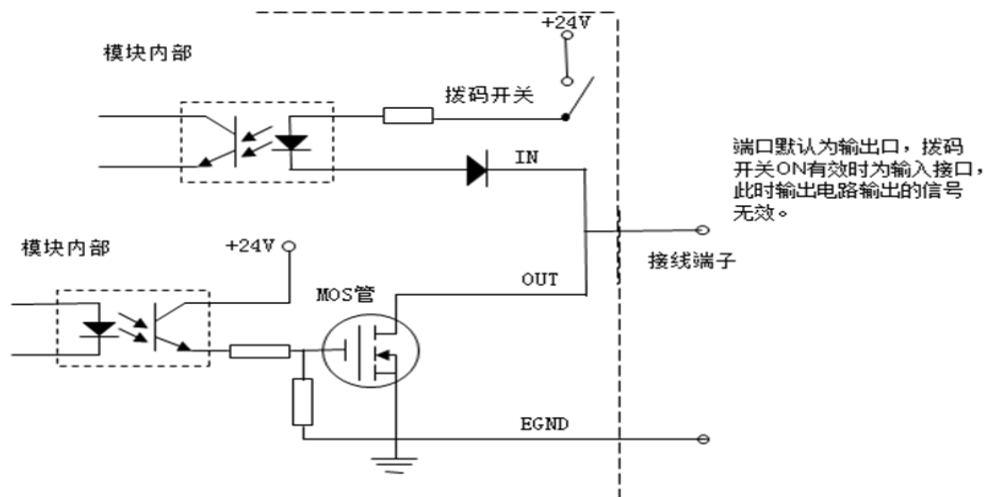 +24V
模块内部
拨码开关
IN
端口默认为输出口，拨码
开关ON有效时为输入接口，
此时输出电路输出的信号
无效。
模块内部
+24V
接线端子
OUT
MOS管
EGND